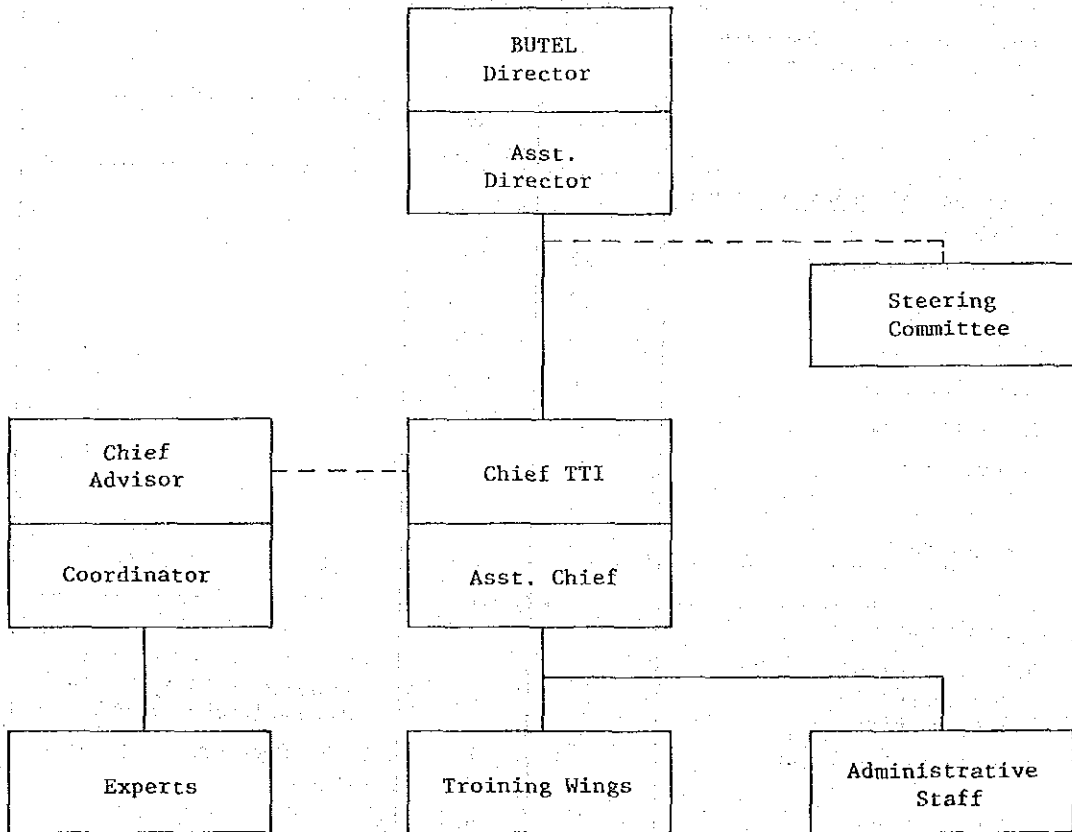 BUTEL
Director
Asst.
Director
Steering
Committee
Chief
Advisor
Chief TTI
Coordinator
Asst. Chief
Experts
Troining Wings
Administrative
Staff